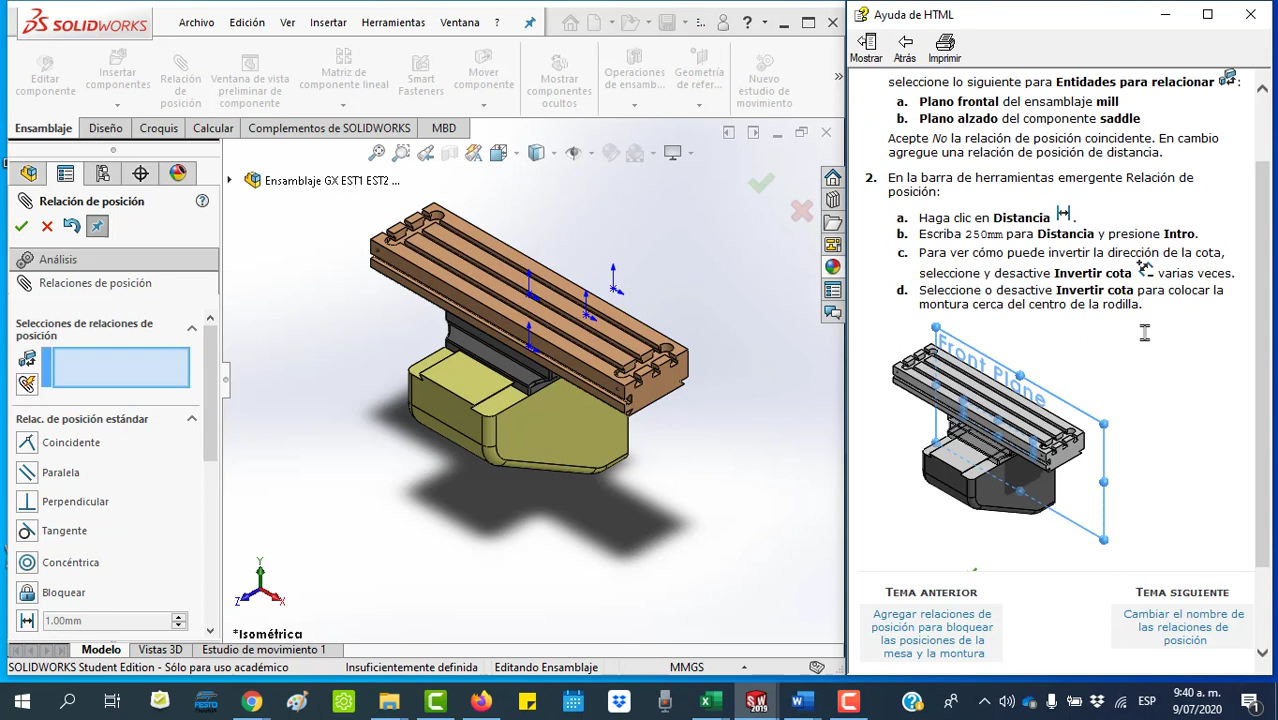 SOLIDWORKS
Archivo Edición Ver Insertar Herramientas Ventana ?
Editar componente
Insertar componentes
Relación de posición
Ventana de vista preliminar de componente
Matriz de componente lineal
Smart Fasteners
Mover componente
Mostrar componentes ocultos
Operaciones de ensamb...
Geometría de refer...
Nuevo estudio de movimiento
Ensamblaje Diseño Croquis Calcular Complementos de SOLIDWORKS MBD
Ensamblaje GX EST1 EST2 ...
Relación de posición
Análisis
Relaciones de posición
Selecciones de relaciones de
posición
Relac. de posición estándar
Coincidente
Paralela
Perpendicular
Tangente
Concéntrica
Bloquear
1.00mm
Y
Z X
*Isométrica
Modelo Vistas 3D Estudio de movimiento 1
SOLIDWORKS Student Edition - Sólo para uso académico Insuficientemente definida Editando Ensamblaje MMGS
Ayuda de HTML
Mostrar Atrás Imprimir
seleccione lo siguiente para Entidades para relacionar :
a. Plano frontal del ensamblaje mill
b. Plano alzado del componente saddle
Acepte No la relación de posición coincidente. En cambio
agregue una relación de posición de distancia.
2. En la barra de herramientas emergente Relación de
posición:
a. Haga clic en Distancia .
b. Escriba 250mm para Distancia y presione Intro.
c. Para ver cómo puede invertir la dirección de la cota,
seleccione y desactive Invertir cota varias veces.
d. Seleccione o desactive Invertir cota para colocar la
montura cerca del centro de la rodilla.
Front Plane
TEMA ANTERIOR
Agregar relaciones de
posición para bloquear
las posiciones de la
mesa y la montura
TEMA SIGUIENTE
Cambiar el nombre de
las relaciones de
posición
FESTO
SW
2019
ESP
9:40 a. m.
9/07/2020
1